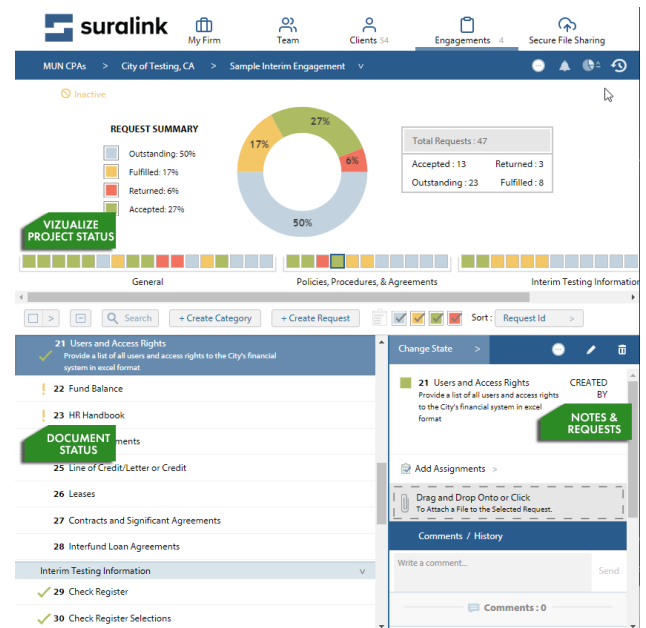 suralink
My Firm
Team
Clients 54
Engagements 4
Secure File Sharing
MUN CPAs > City of Testing, CA > Sample Interim Engagement v
Inactive
REQUEST SUMMARY
Outstanding: 50%
Fulfilled: 17%
Returned: 6%
Accepted: 27%
27%
17%
6%
50%
Total Requests : 47
Accepted : 13 Returned : 3
Outstanding : 23 Fulfilled : 8
VIZUALIZE
PROJECT STATUS
General
Policies, Procedures, & Agreements
Interim Testing Information
Search
+ Create Category
+ Create Request
Sort :
Request Id >
21 Users and Access Rights
Provide a list of all users and access rights to the City's financial
system in excel format
22 Fund Balance
23 HR Handbook
DOCUMENT
STATUS
ments
25 Line of Credit/Letter or Credit
26 Leases
27 Contracts and Significant Agreements
28 Interfund Loan Agreements
Interim Testing Information v
29 Check Register
30 Check Register Selections
Change State >
21 Users and Access Rights
Provide a list of all users and access rights
to the City's financial system in excel
format
CREATED
BY
NOTES &
REQUESTS
Add Assignments >
Drag and Drop Onto or Click
To Attach a File to the Selected Request.
Comments / History
Write a comment...
Send
Comments : 0